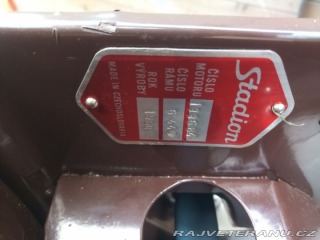 Stadion
ČÍSLO
MOTORU
ČÍSLO
RÁMU
ROK
VÝROBY
MADE IN CZECHOSLOVAKIA
RAJVETERANU.CZ